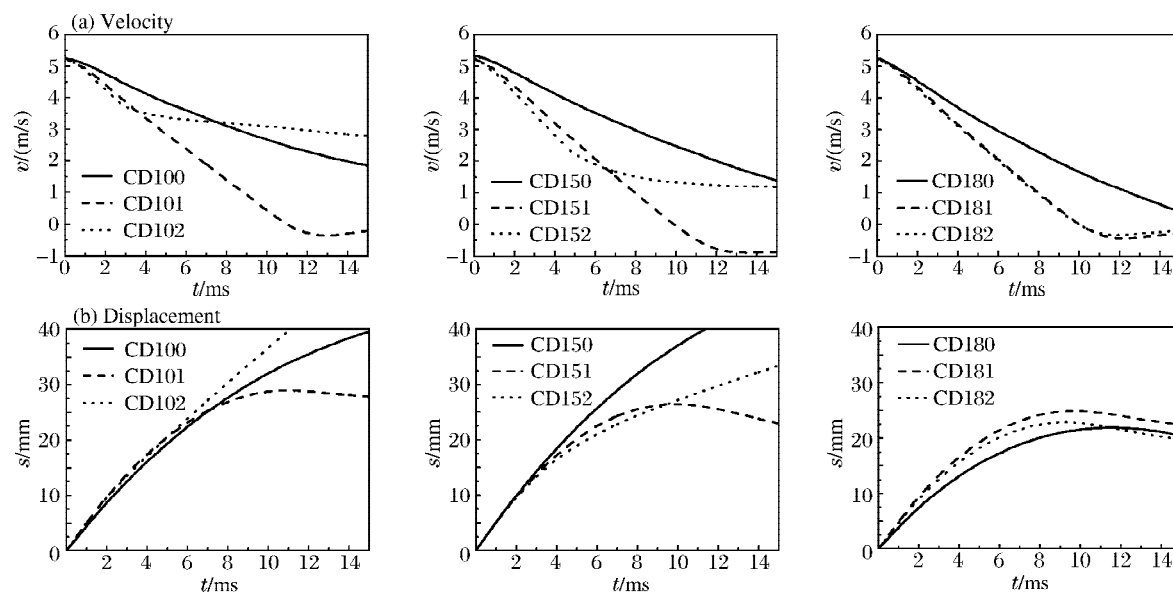 (a) Velocity
6
5
4
3
2
1
0
−1
v/(m/s)
CD100
CD101
CD102
0 2 4 6 8 10 12 14
t/ms
6
5
4
3
2
1
0
−1
v/(m/s)
CD150
CD151
CD152
0 2 4 6 8 10 12 14
t/ms
6
5
4
3
2
1
0
−1
v/(m/s)
CD180
CD181
CD182
0 2 4 6 8 10 12 14
t/ms
(b) Displacement
40
30
20
10
0
s/mm
CD100
CD101
CD102
2 4 6 8 10 12 14
t/ms
40
30
20
10
0
s/mm
CD150
CD151
CD152
2 4 6 8 10 12 14
t/ms
40
30
20
10
0
s/mm
CD180
CD181
CD182
2 4 6 8 10 12 14
t/ms